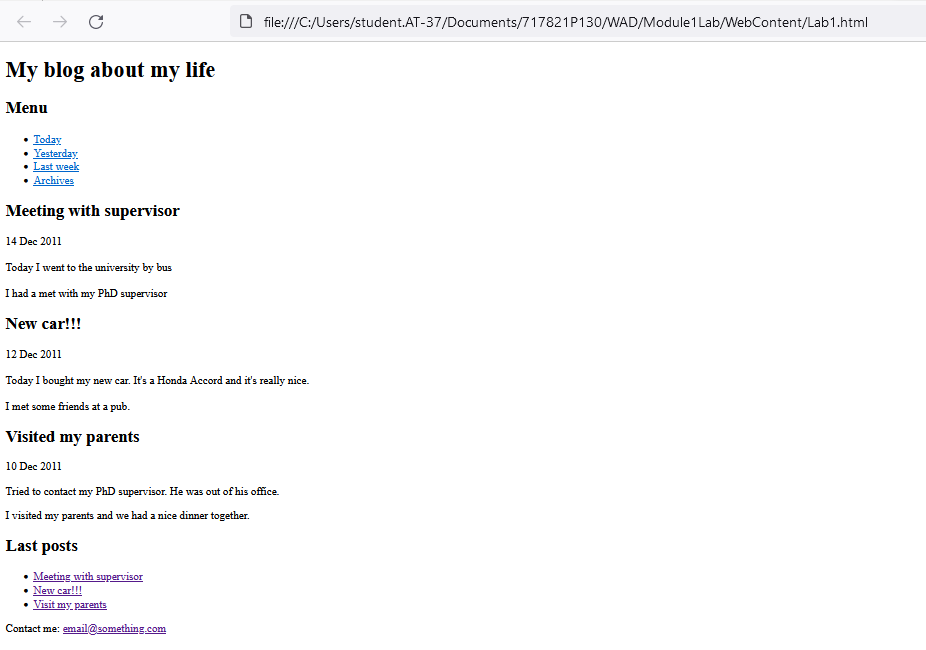 file:///C:/Users/student.AT-37/Documents/717821P130/WAD/Module1Lab/WebContent/Lab1.html
My blog about my life
Menu
Today
Yesterday
Last week
Archives
Meeting with supervisor
14 Dec 2011
Today I went to the university by bus
I had a met with my PhD supervisor
New car!!!
12 Dec 2011
Today I bought my new car. It's a Honda Accord and it's really nice.
I met some friends at a pub.
Visited my parents
10 Dec 2011
Tried to contact my PhD supervisor. He was out of his office.
I visited my parents and we had a nice dinner together.
Last posts
Meeting with supervisor
New car!!!
Visit my parents
Contact me: email@something.com